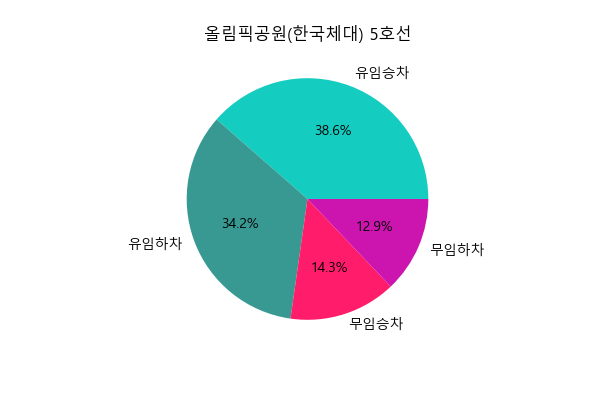 올림픽공원(한국체대) 5호선
유임승차
38.6%
34.2%
12.9%
유임하차
무임하차
14.3%
무임승차